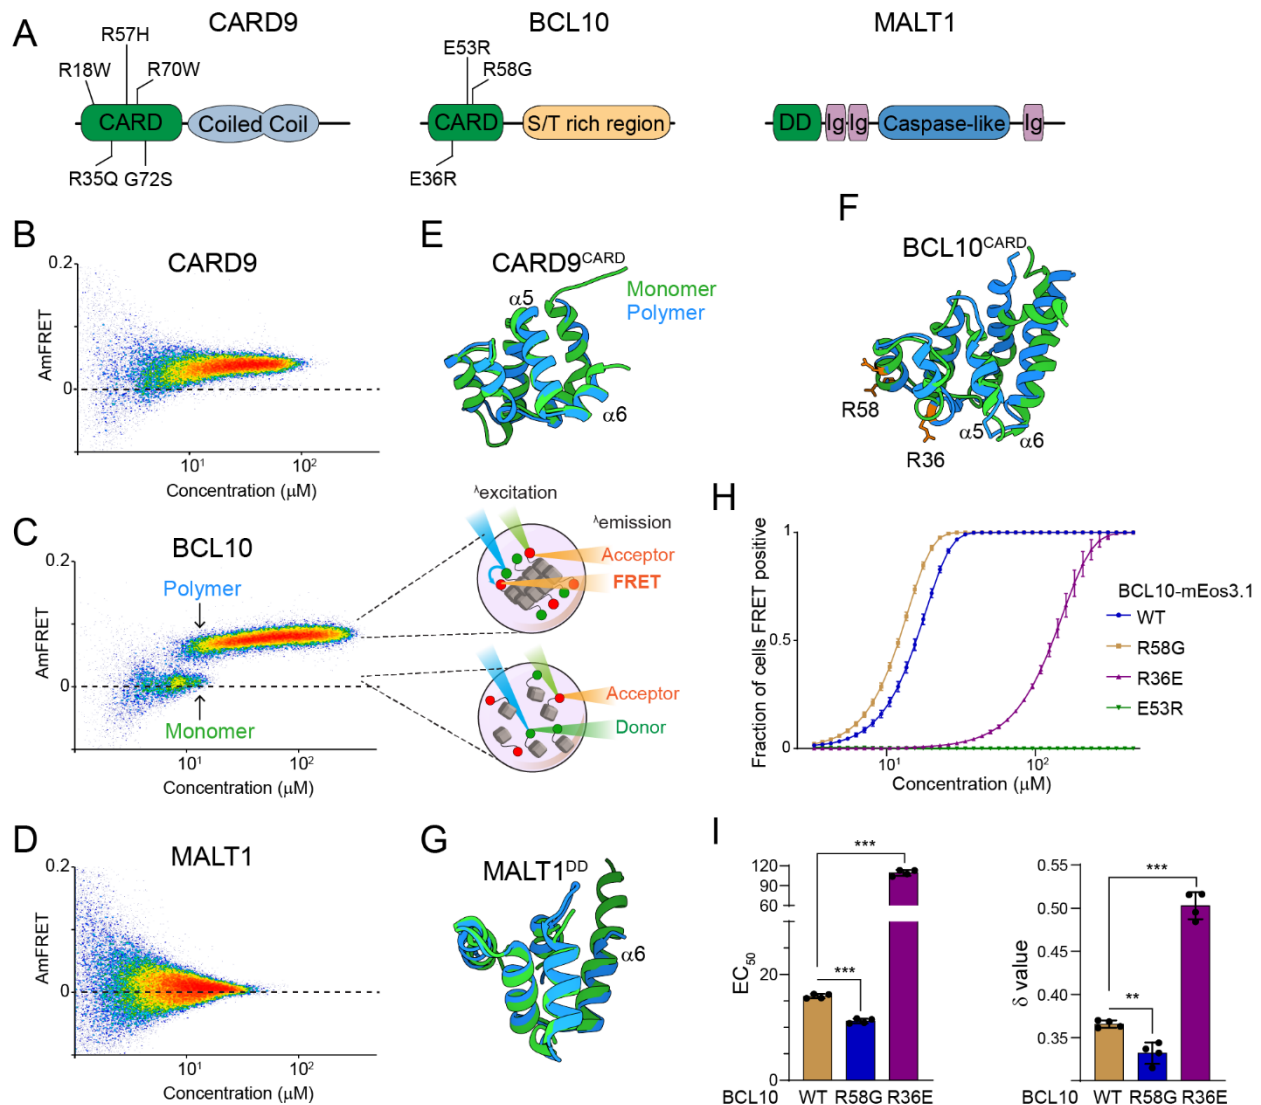 A
CARD9
R57H
R18W
R70W
CARD
Coiled Coil
R35Q G72S
BCL10
E53R
R58G
CARD
S/T rich region
E36R
MALT1
DD
Ig
Ig
Caspase-like
Ig
B
CARD9
0.2
AmFRET
0
10¹
10²
Concentration (μM)
E
CARD9CARD
Monomer
Polymer
α5
α6
F
BCL10CARD
R58
R36
α5
α6
C
BCL10
0.2
AmFRET
0
Polymer
Monomer
10¹
10²
Concentration (μM)
λexcitation
λemission
Acceptor
FRET
Acceptor
Donor
H
Fraction of cells FRET positive
1
0.5
0
10¹
10²
Concentration (μM)
BCL10-mEos3.1
WT
R58G
R36E
E53R
D
MALT1
0.2
AmFRET
0
10¹
10²
Concentration (μM)
G
MALT1DD
α6
I
EC50
120
90
60
20
0
***
***
BCL10 WT R58G R36E
δ value
0.55
0.50
0.45
0.40
0.35
***
**
BCL10 WT R58G R36E